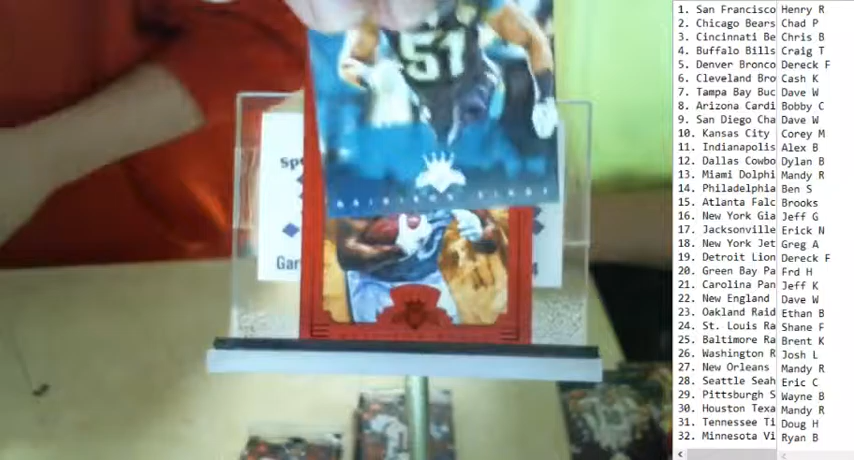 51
GRIDIRON KINGS
Sp
Gar
4
1. San Francisco Henry R
2. Chicago Bears Chad P
3. Cincinnati Be Chris B
4. Buffalo Bills Craig T
5. Denver Bronco Dereck F
6. Cleveland Bro Cash K
7. Tampa Bay Buc Dave W
8. Arizona Cardi Bobby C
9. San Diego Cha Dave W
10. Kansas City Corey M
11. Indianapolis Alex B
12. Dallas Cowbo Dylan B
13. Miami Dolphi Mandy R
14. Philadelphia Ben S
15. Atlanta Falc Brooks
16. New York Gia Jeff G
17. Jacksonville Erick N
18. New York Jet Greg A
19. Detroit Lion Dereck F
20. Green Bay Pa Frd H
21. Carolina Pan Jeff K
22. New England Dave W
23. Oakland Raid Ethan B
24. St. Louis Ra Shane F
25. Baltimore Ra Brent K
26. Washington R Josh L
27. New Orleans Mandy R
28. Seattle Seah Eric C
29. Pittsburgh S Wayne B
30. Houston Texa Mandy R
31. Tennessee Ti Doug H
32. Minnesota Vi Ryan B